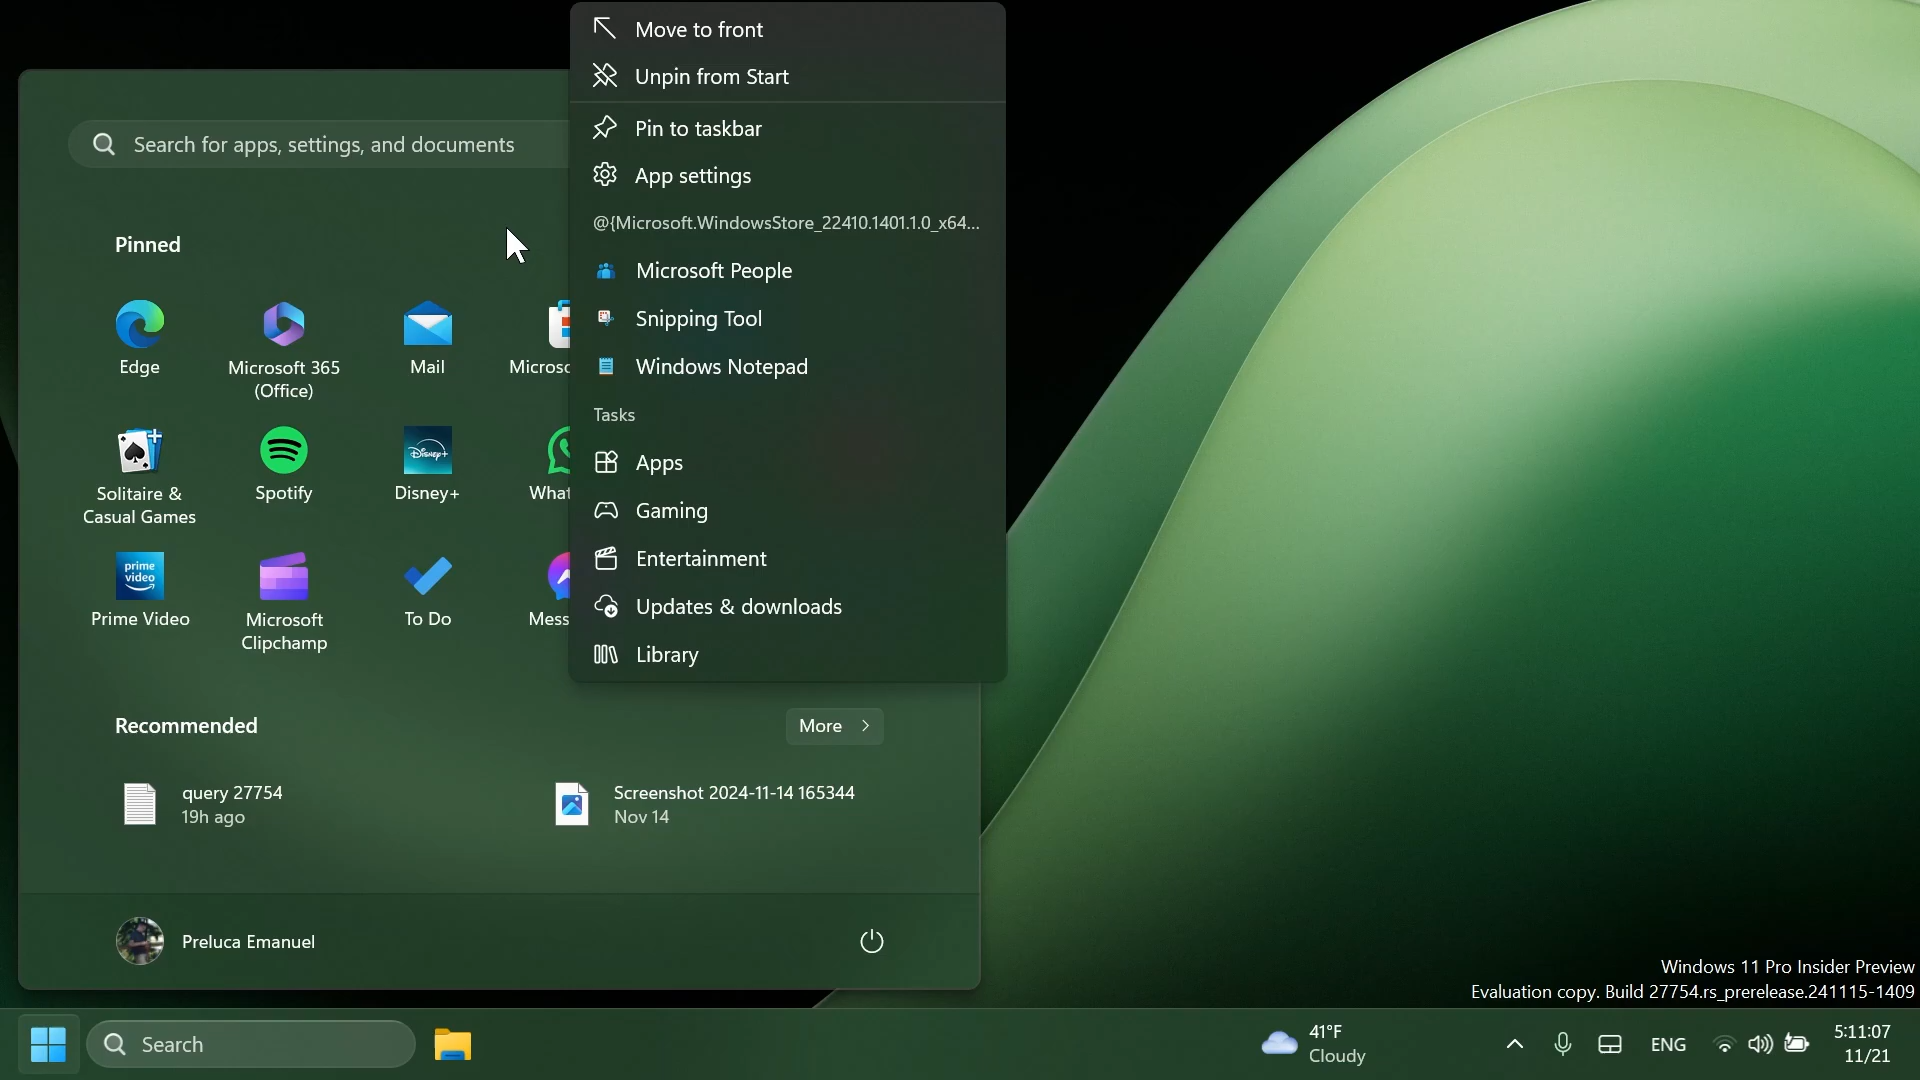 Move to front
Unpin from Start
Pin to taskbar
App settings
@{Microsoft.WindowsStore_22410.1401.1.0_x64...
Microsoft People
Snipping Tool
Windows Notepad
Tasks
Apps
Gaming
Entertainment
Updates & downloads
Library
Search for apps, settings, and documents
Pinned
Edge
Microsoft 365
(Office)
Mail
Microsc
Solitaire &
Casual Games
Spotify
Disney+
Disney+
What
prime
video
Prime Video
Microsoft
Clipchamp
To Do
Mess
Recommended
More
query 27754
19h ago
Screenshot 2024-11-14 165344
Nov 14
Preluca Emanuel
Windows 11 Pro Insider Preview
Evaluation copy. Build 27754.rs_prerelease.241115-1409
Search
41°F
Cloudy
ENG
5:11:07
11/21